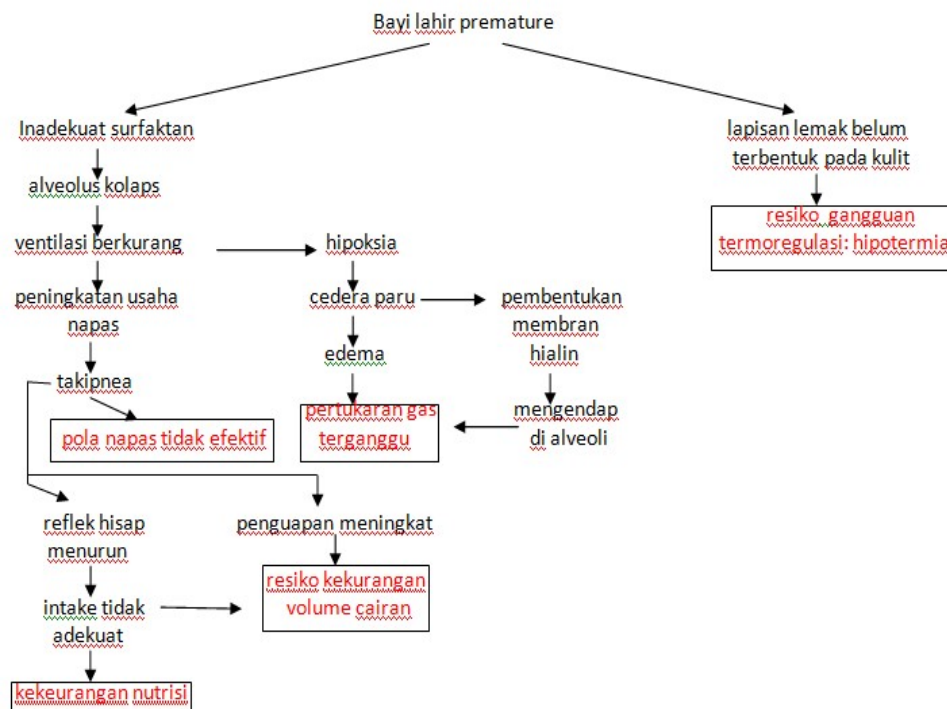 Bayi lahir premature
Inadekuat surfaktan
lapisan lemak belum
terbentuk pada kulit
alveolus kolaps
resiko gangguan
termoregulasi: hipotermia
ventilasi berkurang
hipoksia
peningkatan usaha
napas
cedera paru
pembentukan
membran
hialin
edema
takipnea
pertukaran gas
terganggu
mengendap
di alveoli
pola napas tidak efektif
reflek hisap
menurun
penguapan meningkat
resiko kekurangan
volume cairan
intake tidak
adekuat
kekeurangan nutrisi